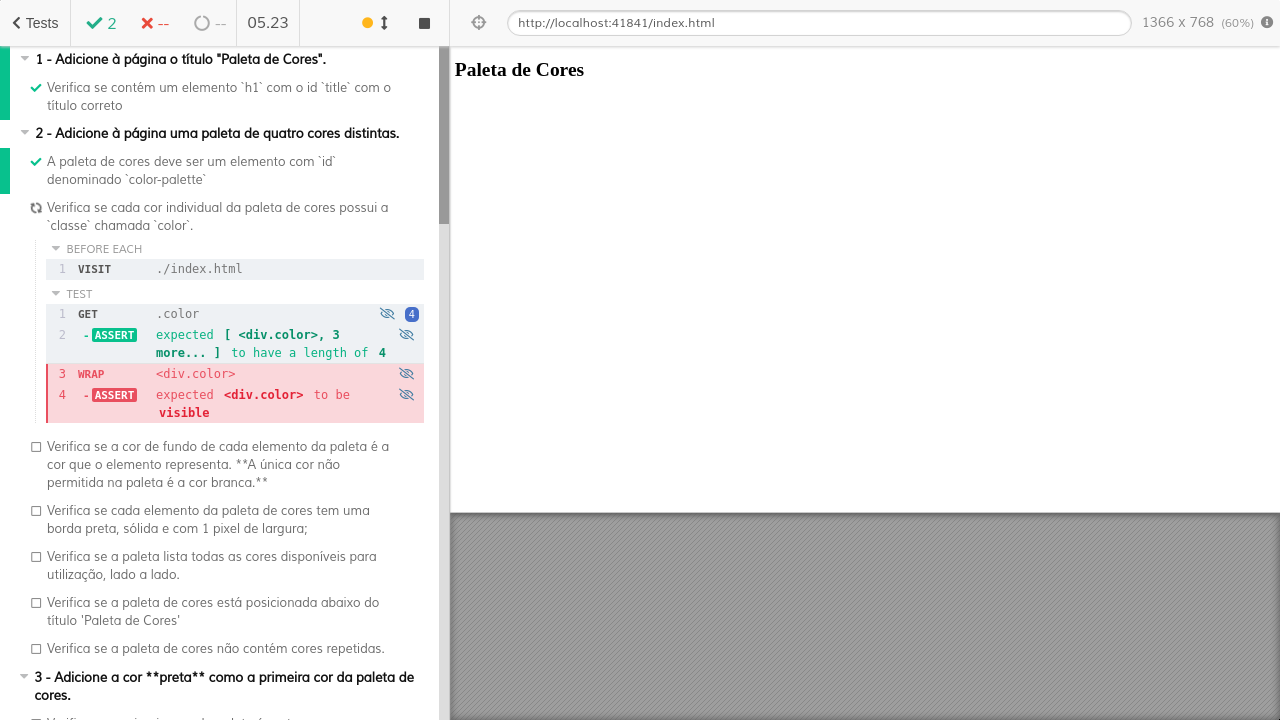 Tests 2 -- -- 05.23 http://localhost:41841/index.html 1366 x 768 (60%)
1 - Adicione à página o título "Paleta de Cores".
Verifica se contém um elemento `h1` com o id `title` com o
título correto
2 - Adicione à página uma paleta de quatro cores distintas.
A paleta de cores deve ser um elemento com `id`
denominado `color-palette`
Verifica se cada cor individual da paleta de cores possui a
`classe` chamada `color`.
BEFORE EACH
1 VISIT ./index.html
TEST
1 GET .color 4
2 -ASSERT expected [ <div.color>, 3
more... ] to have a length of 4
3 WRAP <div.color>
4 -ASSERT expected <div.color> to be
visible
Verifica se a cor de fundo de cada elemento da paleta é a
cor que o elemento representa. **A única cor não
permitida na paleta é a cor branca.**
Verifica se cada elemento da paleta de cores tem uma
borda preta, sólida e com 1 pixel de largura;
Verifica se a paleta lista todas as cores disponíveis para
utilização, lado a lado.
Verifica se a paleta de cores está posicionada abaixo do
título 'Paleta de Cores'
Verifica se a paleta de cores não contém cores repetidas.
3 - Adicione a cor **preta** como a primeira cor da paleta de
cores.
Paleta de Cores